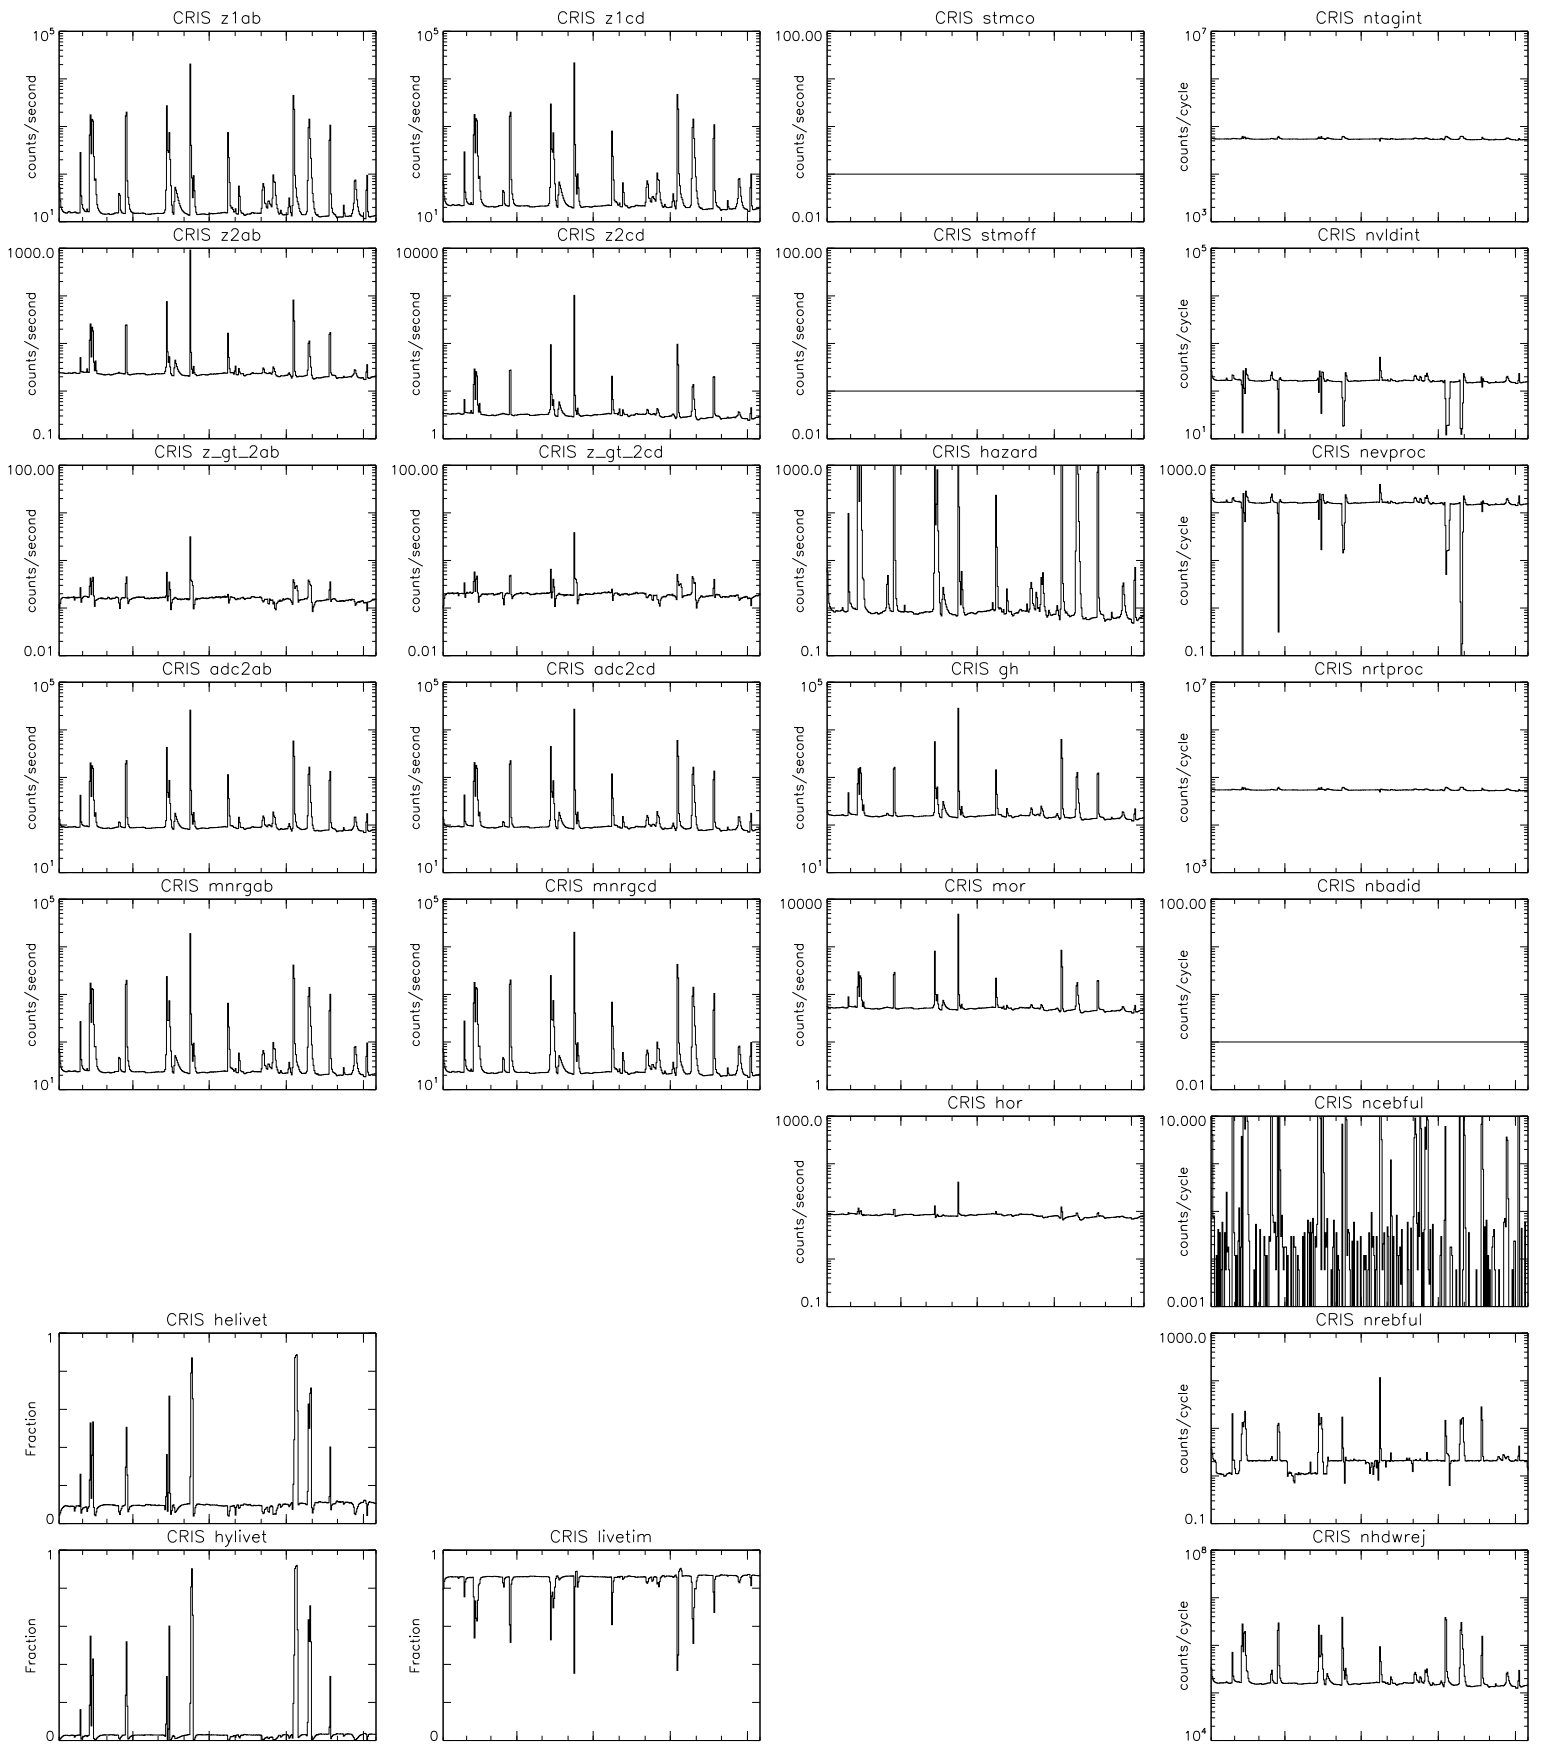 CRIS z1ab
CRIS z1cd
CRIS stmco
CRIS ntagint
10^5
counts/second
10^1
10^5
counts/second
10^1
100.00
counts/second
0.01
10^7
counts/cycle
10^3
CRIS z2ab
CRIS z2cd
CRIS stmoff
CRIS nvldint
1000.0
counts/second
0.1
10000
counts/second
1
100.00
counts/second
0.01
10^5
counts/cycle
10^1
CRIS z_gt_2ab
CRIS z_gt_2cd
CRIS hazard
CRIS nevproc
100.00
counts/second
0.01
100.00
counts/second
0.01
1000.0
counts/second
0.1
1000.0
counts/cycle
0.1
CRIS adc2ab
CRIS adc2cd
CRIS gh
CRIS nrtproc
10^5
counts/second
10^1
10^5
counts/second
10^1
10^5
counts/second
10^1
10^7
counts/cycle
10^3
CRIS mnrgab
CRIS mnrgcd
CRIS mor
CRIS nbadid
10^5
counts/second
10^1
10^5
counts/second
10^1
10000
counts/second
1
100.00
counts/cycle
0.01
CRIS hor
CRIS ncebful
1000.0
counts/second
0.1
10.000
counts/cycle
0.001
CRIS helivet
CRIS nrebful
1
Fraction
0
1000.0
counts/cycle
0.1
CRIS hylivet
CRIS livetim
CRIS nhdwrej
1
Fraction
0
1
Fraction
0
10^8
counts/cycle
10^4